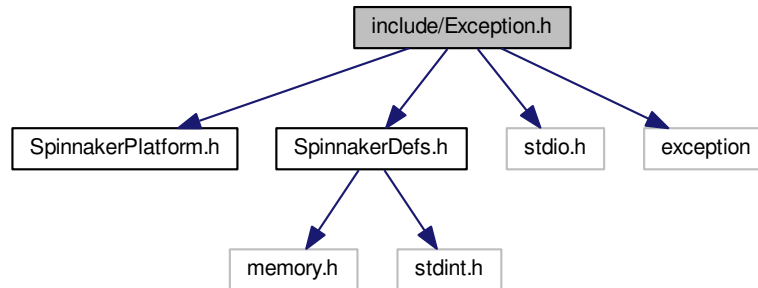 include/Exception.h
SpinnakerPlatform.h
SpinnakerDefs.h
stdio.h
exception
memory.h
stdint.h